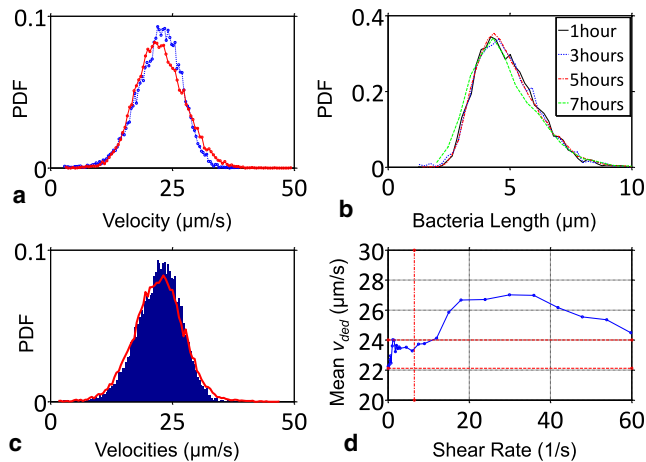 0.1
PDF
0
0
25
50
a
Velocity (µm/s)
0.4
PDF
0.2
0
0
5
10
1hour
3hours
5hours
7hours
b
Bacteria Length (µm)
0.1
PDF
0
0
25
50
c
Velocities (µm/s)
30
28
26
24
22
20
Mean v_ded (µm/s)
0
20
40
60
d
Shear Rate (1/s)